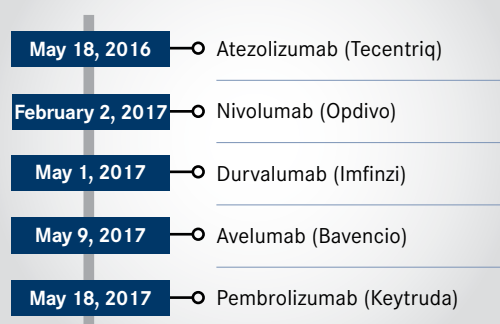 May 18, 2016 Atezolizumab (Tecentriq)
February 2, 2017 Nivolumab (Opdivo)
May 1, 2017 Durvalumab (Imfinzi)
May 9, 2017 Avelumab (Bavencio)
May 18, 2017 Pembrolizumab (Keytruda)